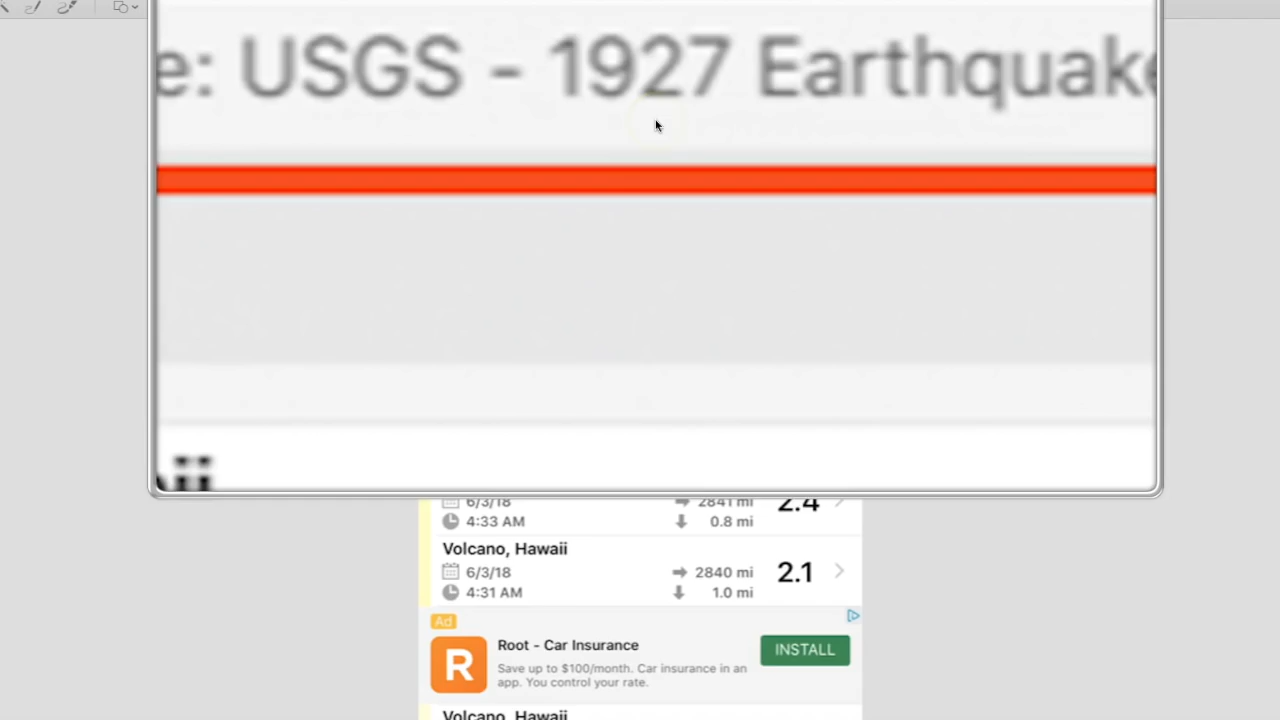 e: USGS - 1927 Earthquake
ii
6/3/18 2841 mi 2.4
4:33 AM 0.8 mi
Volcano, Hawaii
6/3/18 2840 mi 2.1
4:31 AM 1.0 mi
Ad
Root - Car Insurance
R INSTALL
Save up to $100/month. Car insurance in an
app. You control your rate.
Volcano, Hawaii